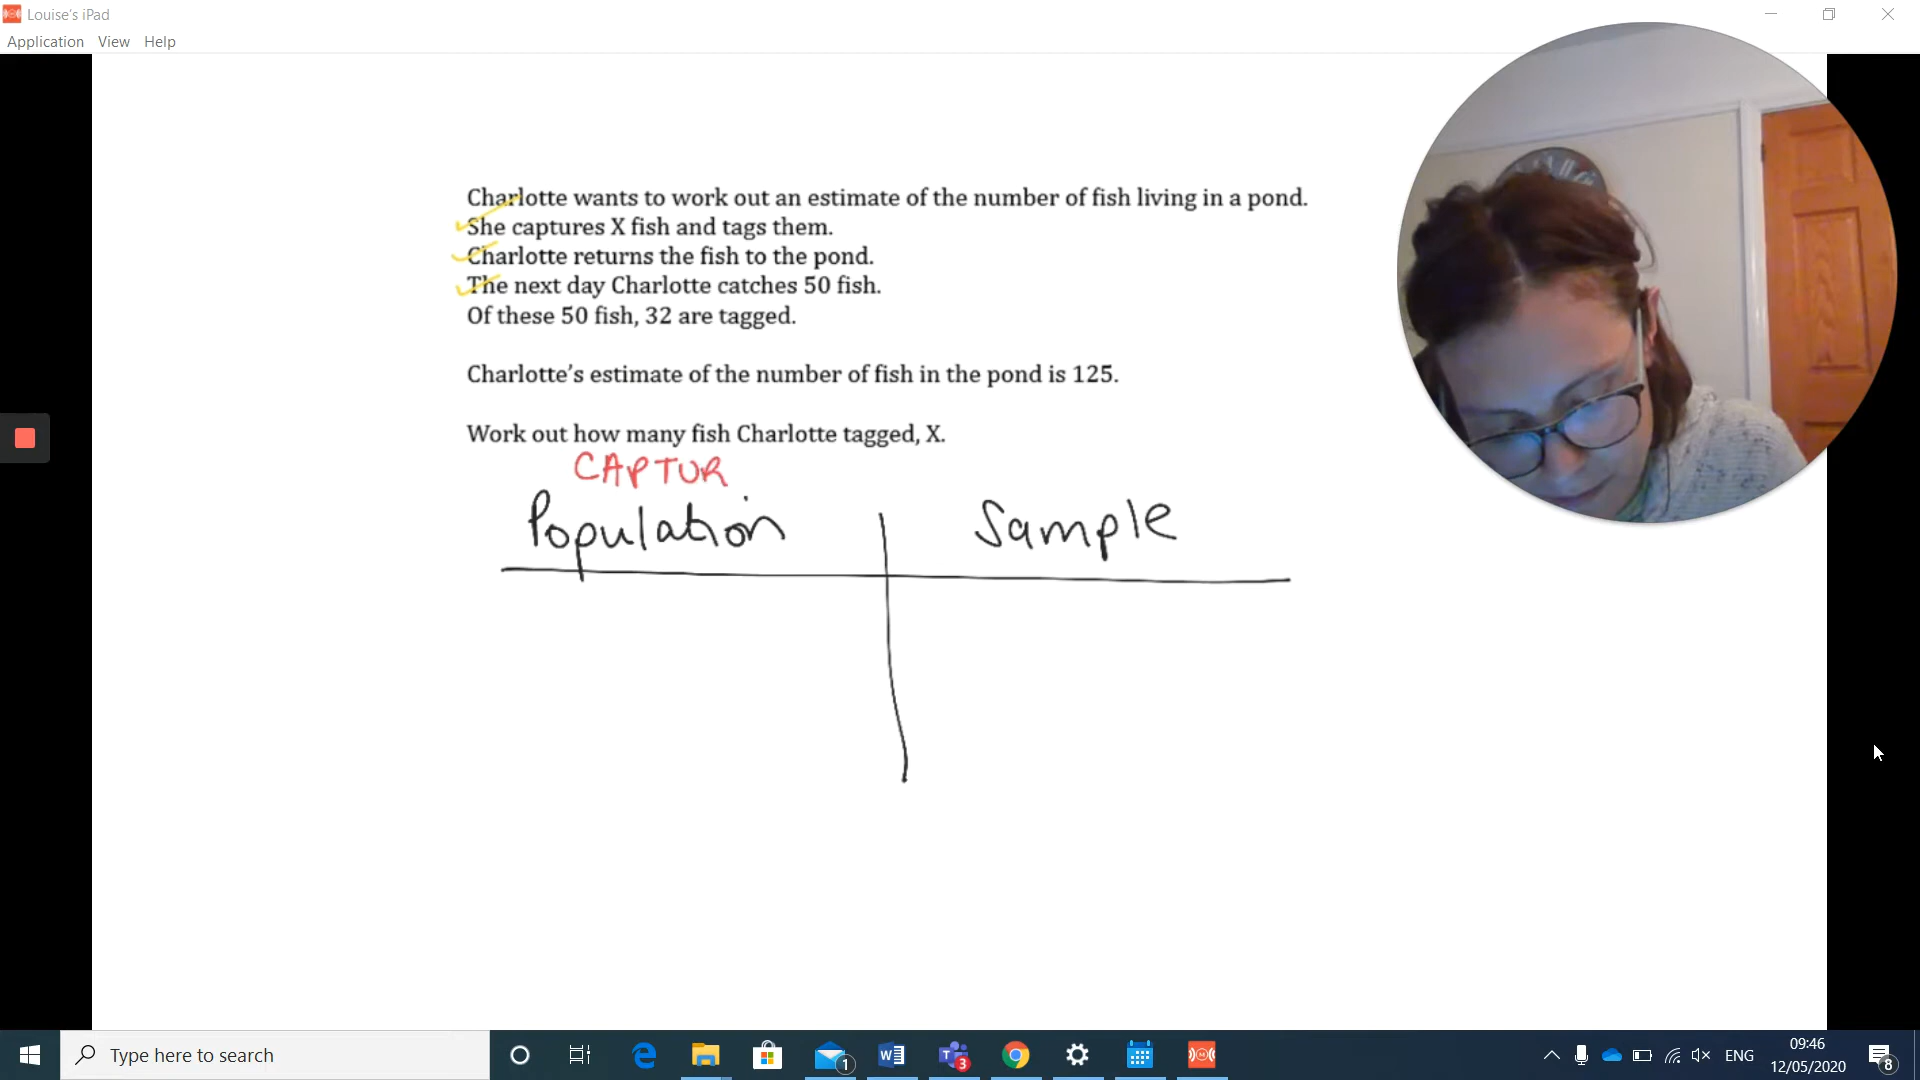 Louise's iPad
Application View Help
Charlotte wants to work out an estimate of the number of fish living in a pond.
She captures X fish and tags them.
Charlotte returns the fish to the pond.
The next day Charlotte catches 50 fish.
Of these 50 fish, 32 are tagged.
Charlotte's estimate of the number of fish in the pond is 125.
Work out how many fish Charlotte tagged, X.
CAPTUR
Population Sample
Type here to search
1
3
ENG
09:46
12/05/2020
8